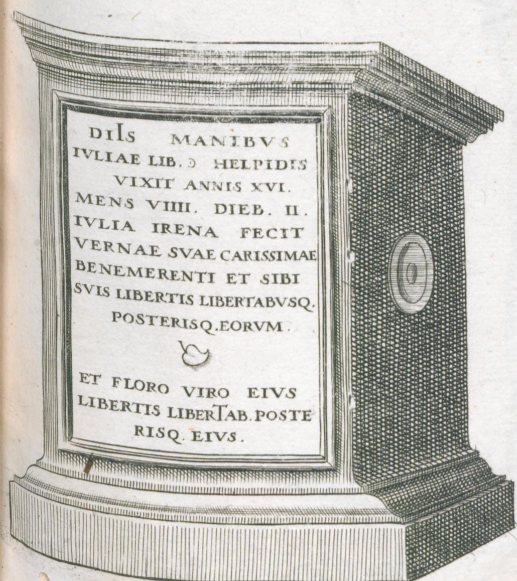 DIIS MANIBVS
IVLIAE LIB. Ɔ HELPIDIS
VIXIT ANNIS XVI.
MENS VIIII. DIEB. II.
IVLIA IRENA FECIT
VERNAE SVAE CARISSIMAE
BENEMERENTI ET SIBI
SVIS LIBERTIS LIBERTABVSQ.
POSTERISQ.EORVM.
ET FLORO VIRO EIVS
LIBERTIS LIBERTAB.POSTE
RISQ. EIVS.